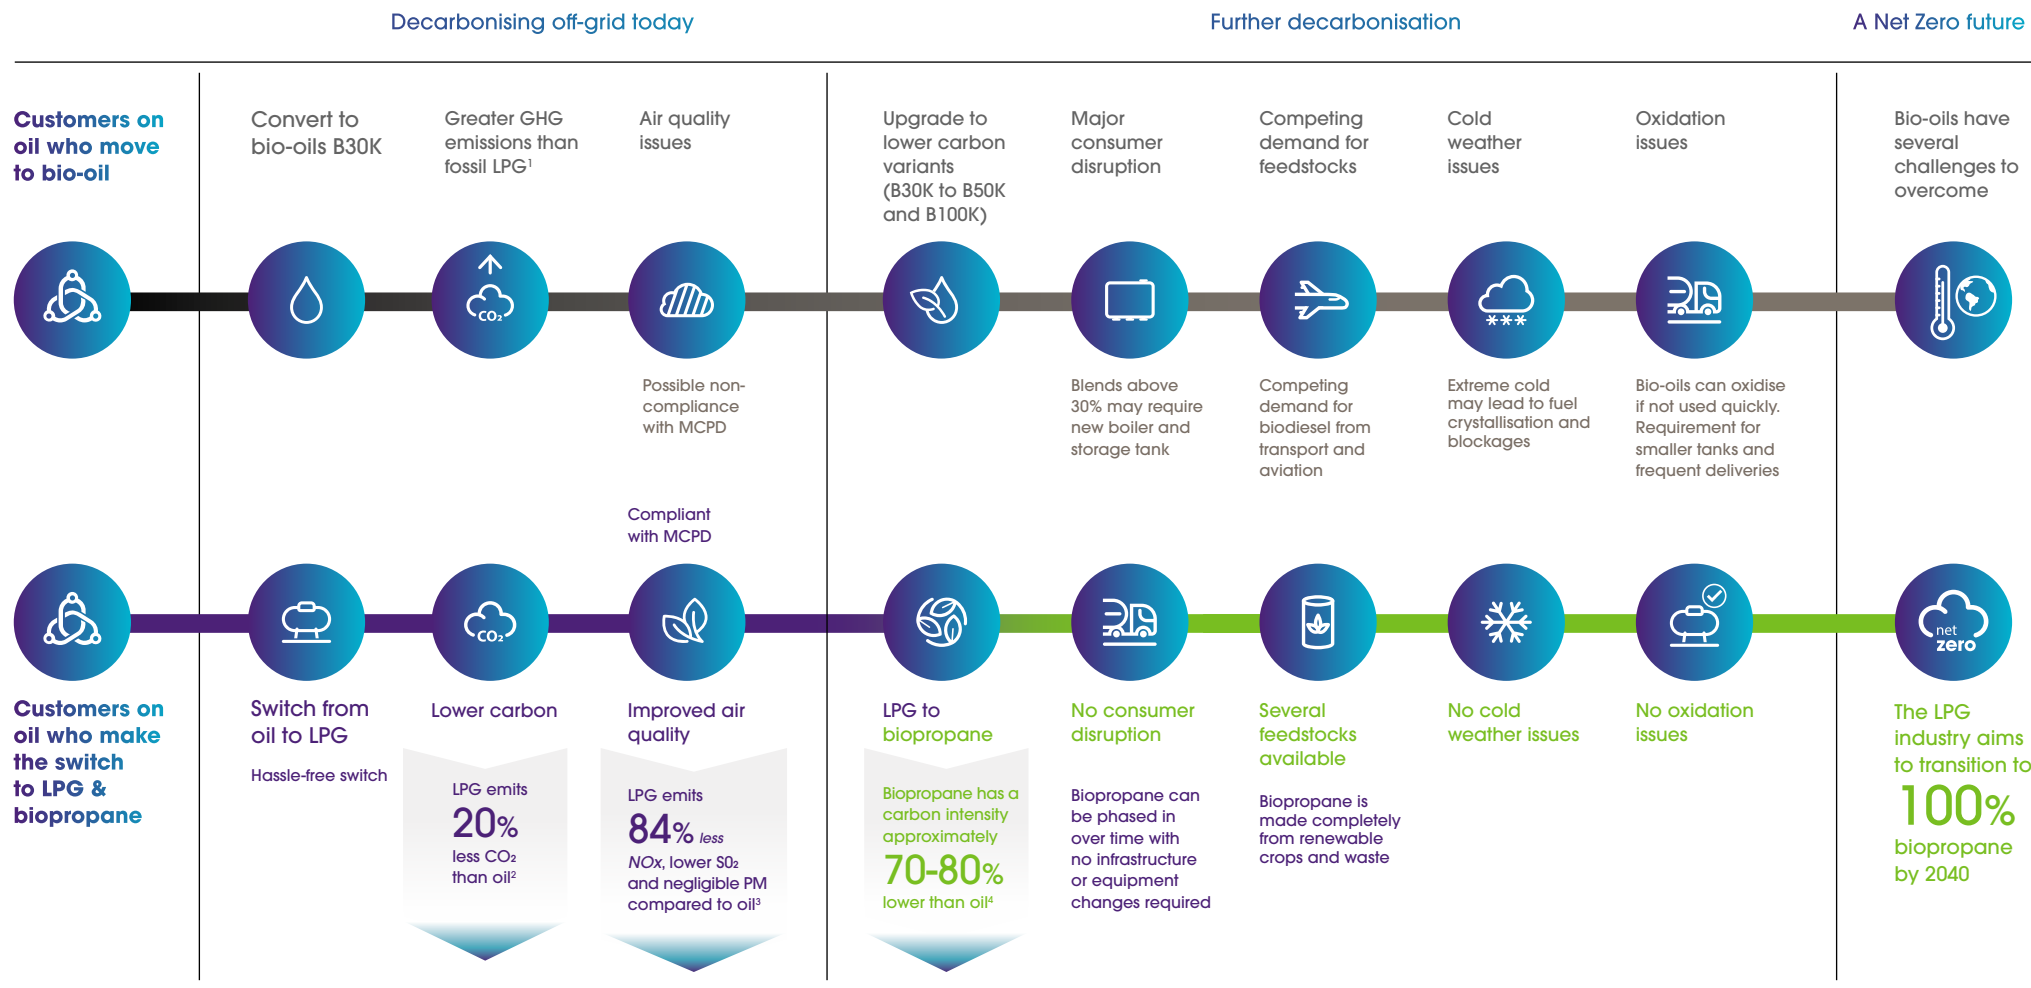 Decarbonising off-grid today
Further decarbonisation
A Net Zero future
Customers on
oil who move
to bio-oil
Convert to
bio-oils B30K
Greater GHG
emissions than
fossil LPG¹
Air quality
issues
Upgrade to
lower carbon
variants
(B30K to B50K
and B100K)
Major
consumer
disruption
Competing
demand for
feedstocks
Cold
weather
issues
Oxidation
issues
Bio-oils have
several
challenges to
overcome
CO₂
Possible non-
compliance
with MCPD
Blends above
30% may require
new boiler and
storage tank
Competing
demand for
biodiesel from
transport and
aviation
Extreme cold
may lead to fuel
crystallisation and
blockages
Bio-oils can oxidise
if not used quickly.
Requirement for
smaller tanks and
frequent deliveries
Compliant
with MCPD
CO₂
net
zero
Customers on
oil who make
the switch
to LPG &
biopropane
Switch from
oil to LPG
Hassle-free switch
Lower carbon
LPG emits
20%
less CO₂
than oil²
Improved air
quality
LPG emits
84% less
NOx, lower S0₂
and negligible PM
compared to oil³
LPG to
biopropane
Biopropane has a
carbon intensity
approximately
70-80%
lower than oil⁴
No consumer
disruption
Biopropane can
be phased in
over time with
no infrastructure
or equipment
changes required
Several
feedstocks
available
Biopropane is
made completely
from renewable
crops and waste
No cold
weather issues
No oxidation
issues
The LPG
industry aims
to transition to
100%
biopropane
by 2040